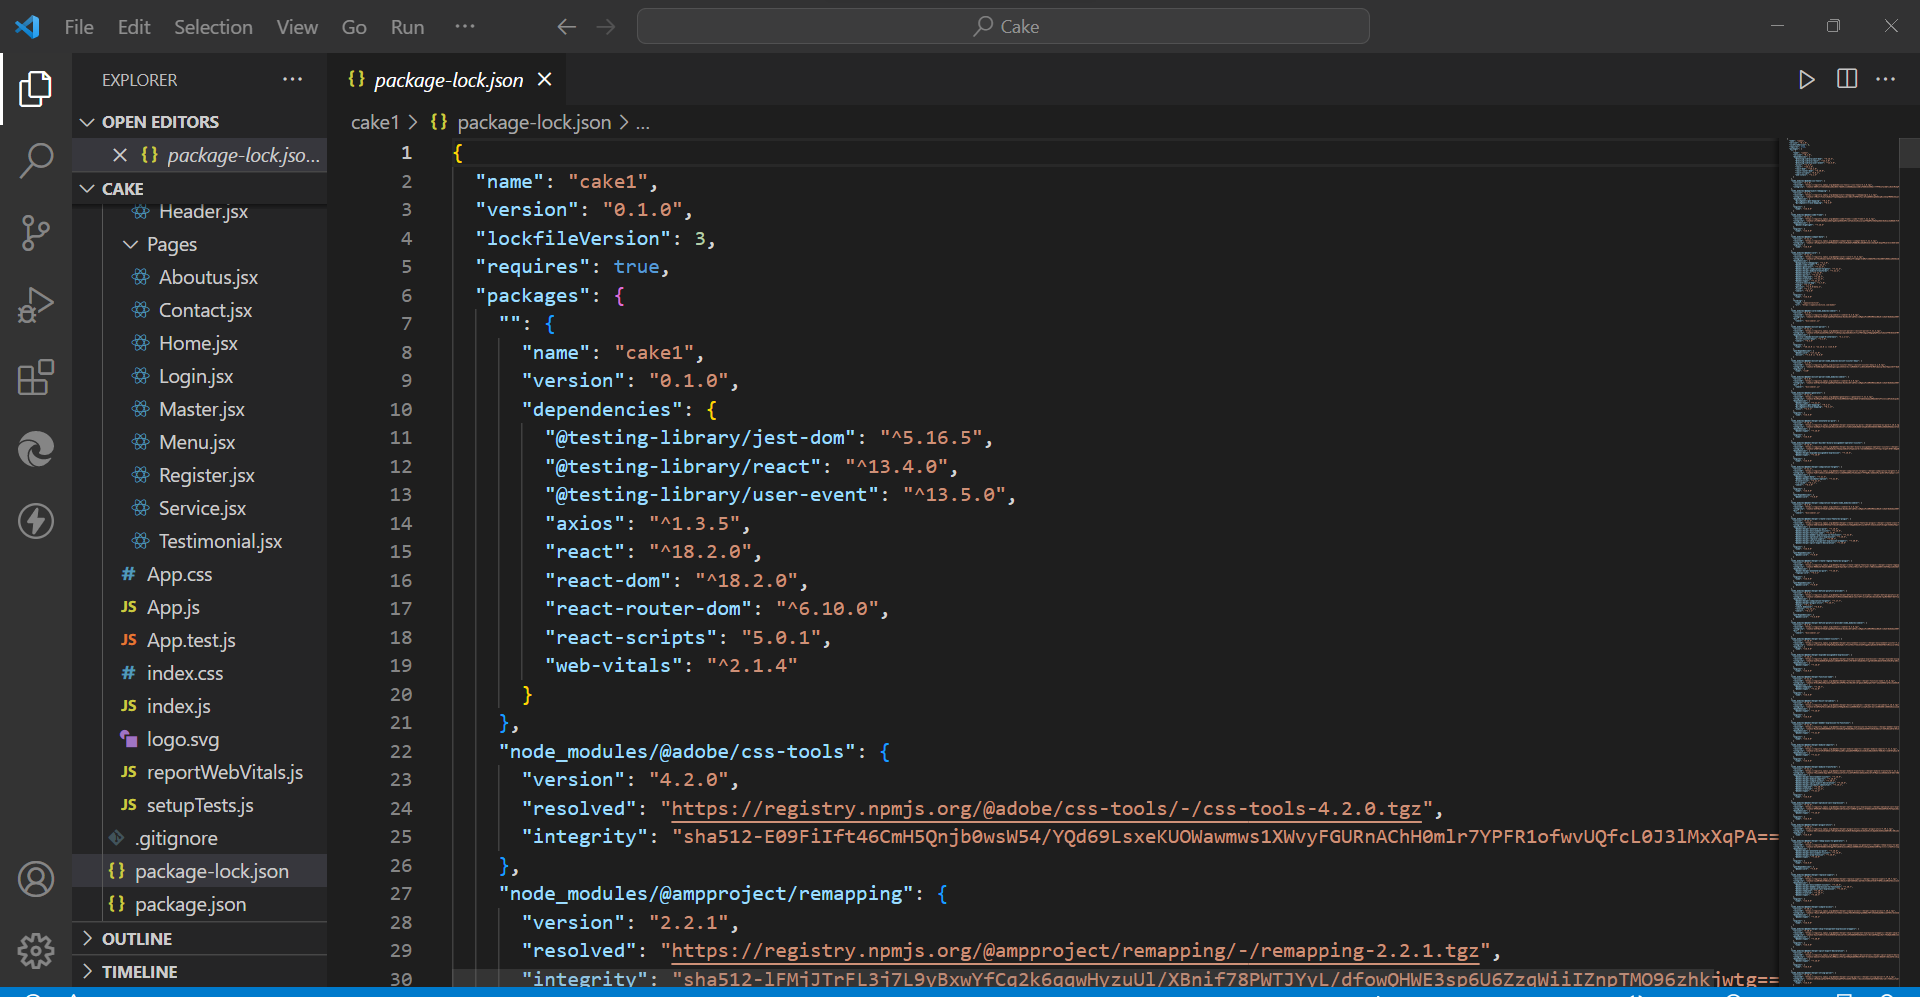 File Edit Selection View Go Run ···
Cake
EXPLORER ···
OPEN EDITORS
{} package-lock.jso...
CAKE
Header.jsx
Pages
Aboutus.jsx
Contact.jsx
Home.jsx
Login.jsx
Master.jsx
Menu.jsx
Register.jsx
Service.jsx
Testimonial.jsx
# App.css
JS App.js
JS App.test.js
# index.css
JS index.js
logo.svg
JS reportWebVitals.js
JS setupTests.js
.gitignore
{} package-lock.json
{} package.json
OUTLINE
TIMELINE
{} package-lock.json
cake1 > {} package-lock.json > ...
1 {
2 "name": "cake1",
3 "version": "0.1.0",
4 "lockfileVersion": 3,
5 "requires": true,
6 "packages": {
7 "": {
8 "name": "cake1",
9 "version": "0.1.0",
10 "dependencies": {
11 "@testing-library/jest-dom": "^5.16.5",
12 "@testing-library/react": "^13.4.0",
13 "@testing-library/user-event": "^13.5.0",
14 "axios": "^1.3.5",
15 "react": "^18.2.0",
16 "react-dom": "^18.2.0",
17 "react-router-dom": "^6.10.0",
18 "react-scripts": "5.0.1",
19 "web-vitals": "^2.1.4"
20 }
21 },
22 "node_modules/@adobe/css-tools": {
23 "version": "4.2.0",
24 "resolved": "https://registry.npmjs.org/@adobe/css-tools/-/css-tools-4.2.0.tgz",
25 "integrity": "sha512-E09FiIft46CmH5Qnjb0wsW54/YQd69LsxeKUOWawmws1XWvyFGURnAChH0mlr7YPFR1ofwvUQfcL0J3lMxXqPA==
26 },
27 "node_modules/@ampproject/remapping": {
28 "version": "2.2.1",
29 "resolved": "https://registry.npmjs.org/@ampproject/remapping/-/remapping-2.2.1.tgz",
30 "integrity": "sha512-lFMjJTrFL3j7L9yBxwYfCq2k6qqwHyzuUl/XBnif78PWTJYyL/dfowQHWE3sp6U6ZzqWiiIZnpTMO96zhkjwtg==